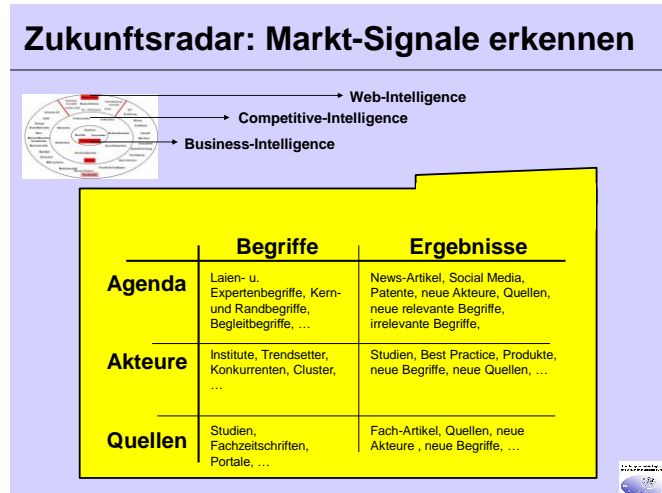 Zukunftsradar: Markt-Signale erkennen
Web-Intelligence
Competitive-Intelligence
Business-Intelligence
Begriffe
Ergebnisse
Agenda
Laien- u.
Expertenbegriffe, Kern-
und Randbegriffe,
Begleitbegriffe, …
News-Artikel, Social Media,
Patente, neue Akteure, Quellen,
neue relevante Begriffe,
irrelevante Begriffe,
Akteure
Institute, Trendsetter,
Konkurrenten, Cluster,
…
Studien, Best Practice, Produkte,
neue Begriffe, neue Quellen, …
Quellen
Studien,
Fachzeitschriften,
Portale, …
Fach-Artikel, Quellen, neue
Akteure , neue Begriffe, …